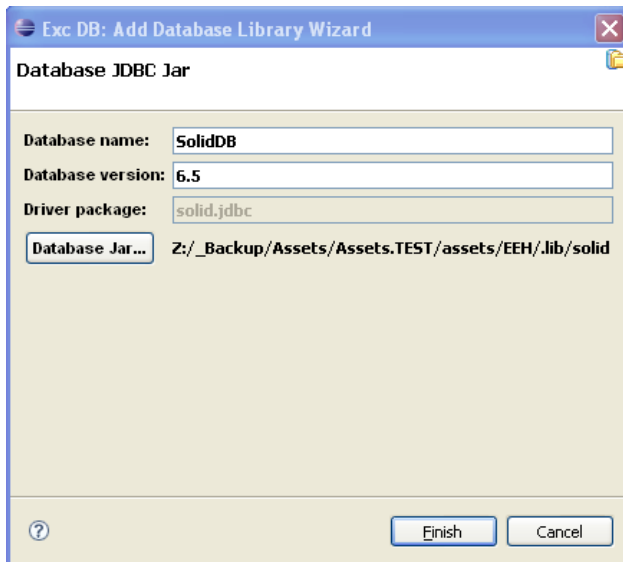 Exc DB: Add Database Library Wizard
Database JDBC Jar
Database name: SolidDB
Database version: 6.5
Driver package: solid.jdbc
Database Jar... Z:/_Backup/Assets/Assets.TEST/assets/EEH/.lib/solid
? Finish Cancel